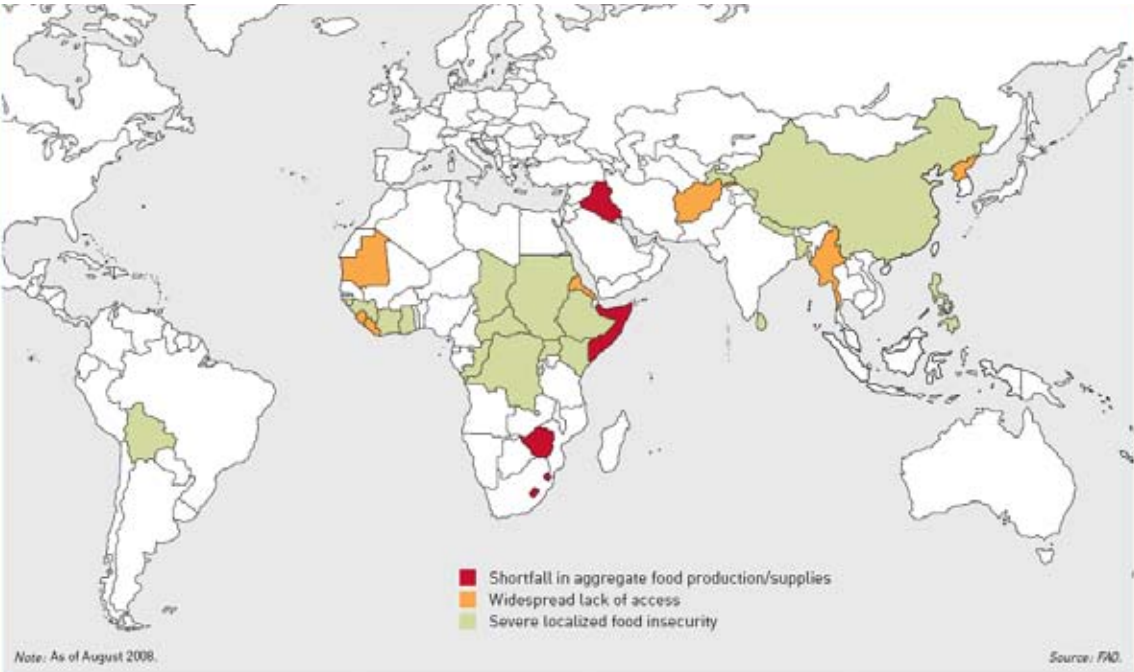 Shortfall in aggregate food production/supplies
Widespread lack of access
Severe localized food insecurity
Note: As of August 2008.
Source: FAO.